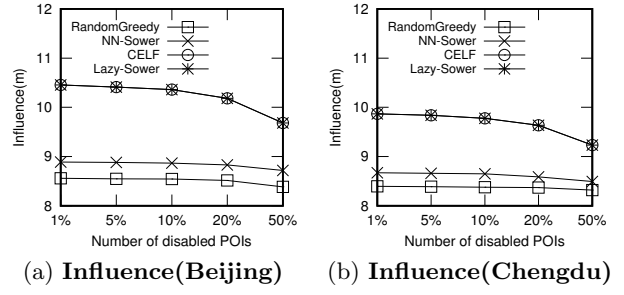 12
11
10
9
8
Influence(m)
RandomGreedy
NN-Sower
CELF
Lazy-Sower
1% 5% 10% 20% 50%
Number of disabled POIs
(a) Influence(Beijing)
12
11
10
9
8
Influence(m)
RandomGreedy
NN-Sower
CELF
Lazy-Sower
1% 5% 10% 20% 50%
Number of disabled POIs
(b) Influence(Chengdu)